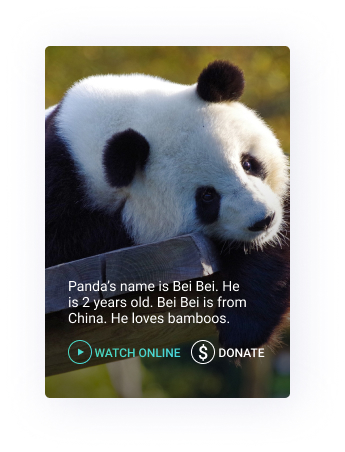 Panda's name is Bei Bei. He
is 2 years old. Bei Bei is from
China. He loves bamboos.
WATCH ONLINE $ DONATE